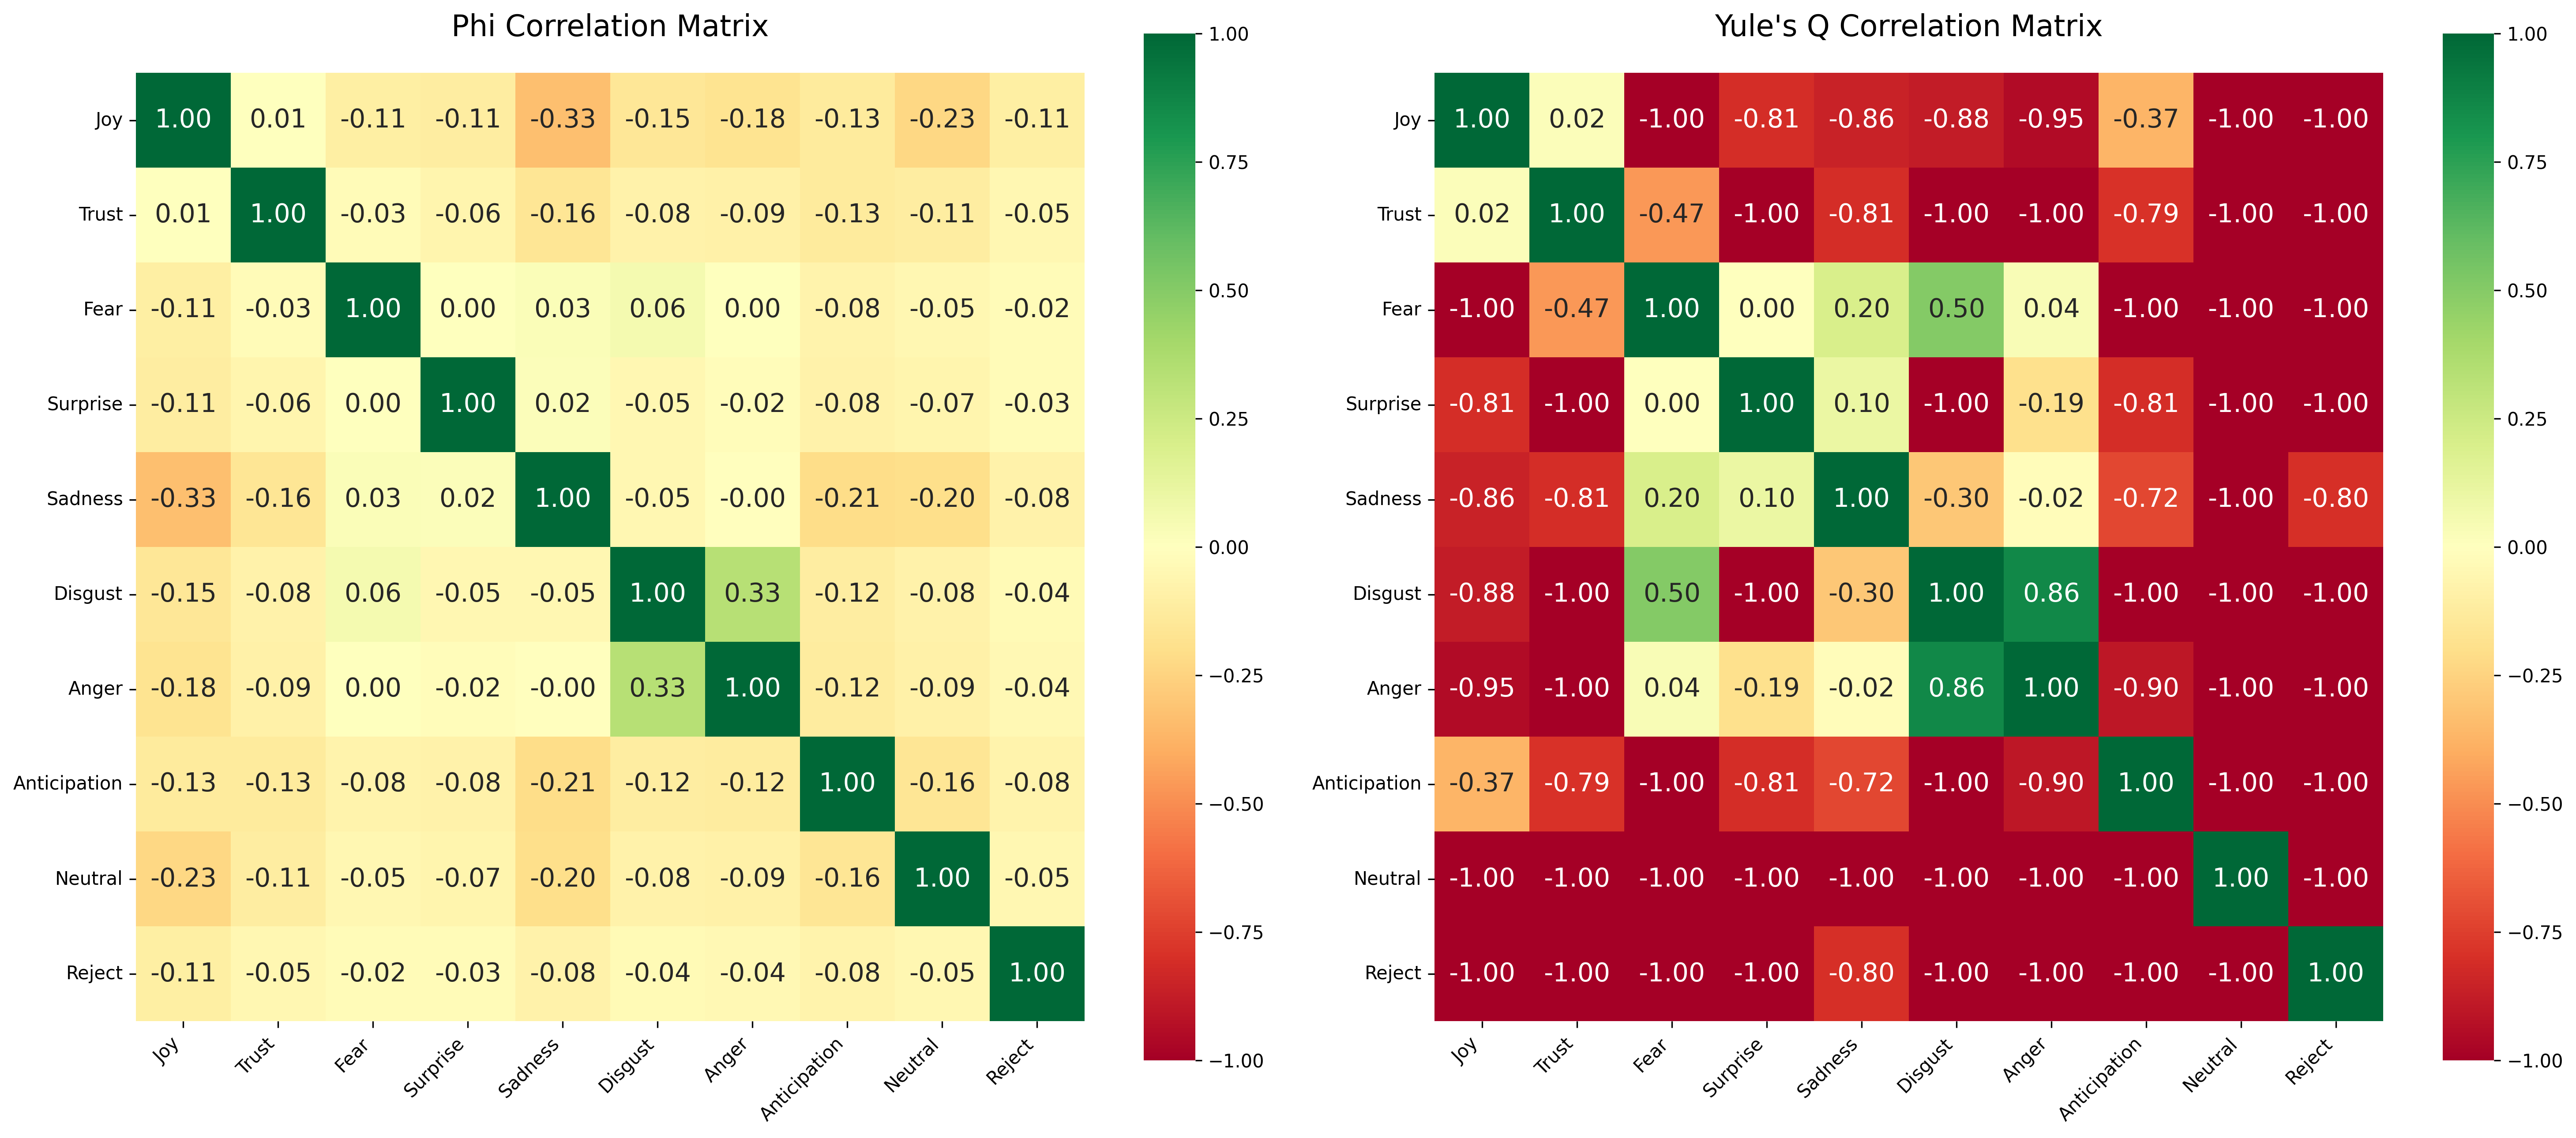 Phi Correlation Matrix
Joy 1.00 0.01 -0.11 -0.11 -0.33 -0.15 -0.18 -0.13 -0.23 -0.11
Trust 0.01 1.00 -0.03 -0.06 -0.16 -0.08 -0.09 -0.13 -0.11 -0.05
Fear -0.11 -0.03 1.00 0.00 0.03 0.06 0.00 -0.08 -0.05 -0.02
Surprise -0.11 -0.06 0.00 1.00 0.02 -0.05 -0.02 -0.08 -0.07 -0.03
Sadness -0.33 -0.16 0.03 0.02 1.00 -0.05 -0.00 -0.21 -0.20 -0.08
Disgust -0.15 -0.08 0.06 -0.05 -0.05 1.00 0.33 -0.12 -0.08 -0.04
Anger -0.18 -0.09 0.00 -0.02 -0.00 0.33 1.00 -0.12 -0.09 -0.04
Anticipation -0.13 -0.13 -0.08 -0.08 -0.21 -0.12 -0.12 1.00 -0.16 -0.08
Neutral -0.23 -0.11 -0.05 -0.07 -0.20 -0.08 -0.09 -0.16 1.00 -0.05
Reject -0.11 -0.05 -0.02 -0.03 -0.08 -0.04 -0.04 -0.08 -0.05 1.00
Joy Trust Fear Surprise Sadness Disgust Anger Anticipation Neutral Reject
1.00
0.75
0.50
0.25
0.00
−0.25
−0.50
−0.75
−1.00
Yule's Q Correlation Matrix
Joy 1.00 0.02 -1.00 -0.81 -0.86 -0.88 -0.95 -0.37 -1.00 -1.00
Trust 0.02 1.00 -0.47 -1.00 -0.81 -1.00 -1.00 -0.79 -1.00 -1.00
Fear -1.00 -0.47 1.00 0.00 0.20 0.50 0.04 -1.00 -1.00 -1.00
Surprise -0.81 -1.00 0.00 1.00 0.10 -1.00 -0.19 -0.81 -1.00 -1.00
Sadness -0.86 -0.81 0.20 0.10 1.00 -0.30 -0.02 -0.72 -1.00 -0.80
Disgust -0.88 -1.00 0.50 -1.00 -0.30 1.00 0.86 -1.00 -1.00 -1.00
Anger -0.95 -1.00 0.04 -0.19 -0.02 0.86 1.00 -0.90 -1.00 -1.00
Anticipation -0.37 -0.79 -1.00 -0.81 -0.72 -1.00 -0.90 1.00 -1.00 -1.00
Neutral -1.00 -1.00 -1.00 -1.00 -1.00 -1.00 -1.00 -1.00 1.00 -1.00
Reject -1.00 -1.00 -1.00 -1.00 -0.80 -1.00 -1.00 -1.00 -1.00 1.00
Joy Trust Fear Surprise Sadness Disgust Anger Anticipation Neutral Reject
1.00
0.75
0.50
0.25
0.00
−0.25
−0.50
−0.75
−1.00